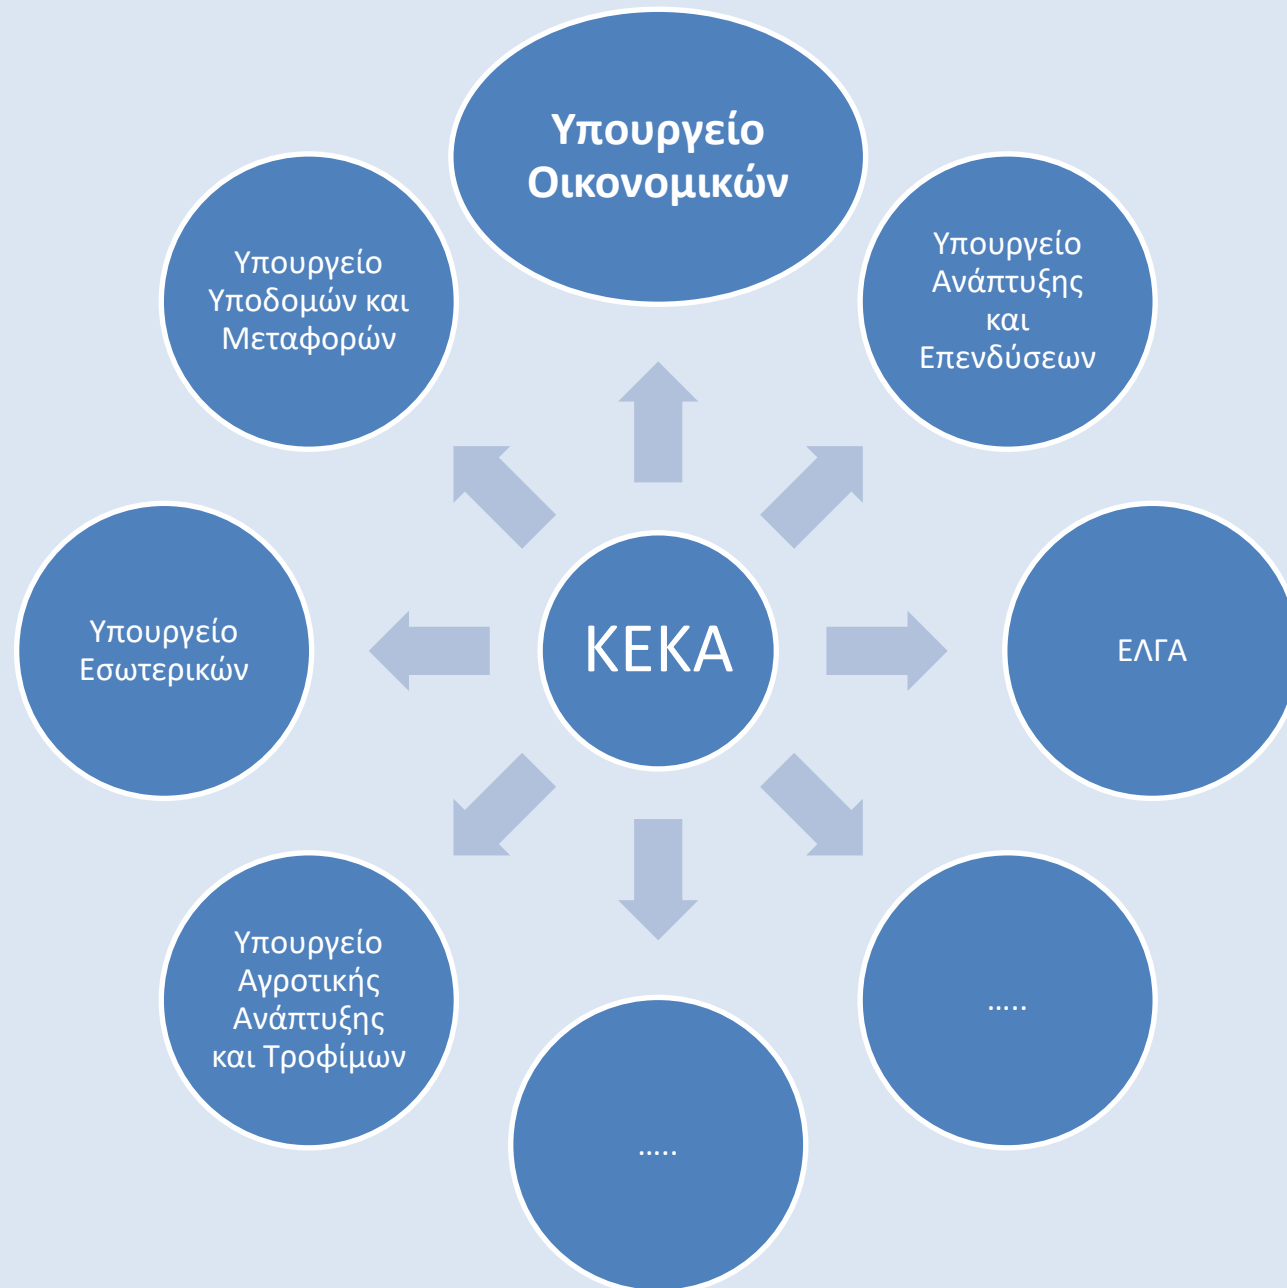 Υπουργείο
Οικονομικών
Υπουργείο
Ανάπτυξης
και
Επενδύσεων
ΕΛΓΑ
.....
.....
Υπουργείο
Αγροτικής
Ανάπτυξης
και Τροφίμων
Υπουργείο
Εσωτερικών
Υπουργείο
Υποδομών και
Μεταφορών
ΚΕΚΑ